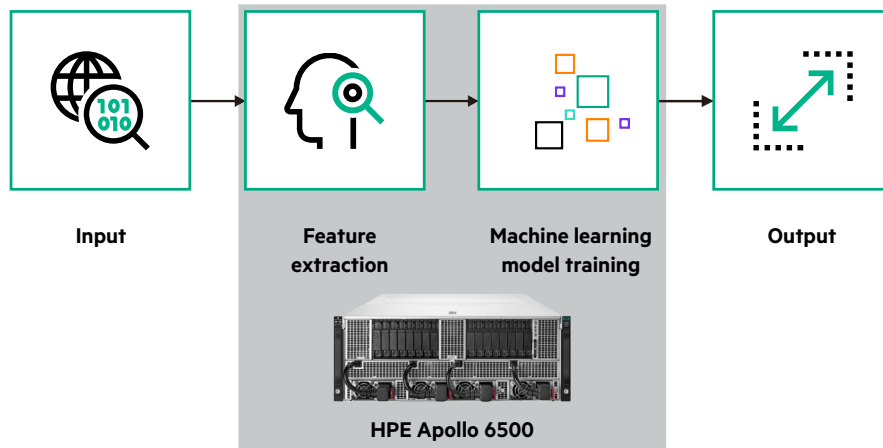 101
010
Input
Feature
extraction
Machine learning
model training
Output
HPE Apollo 6500